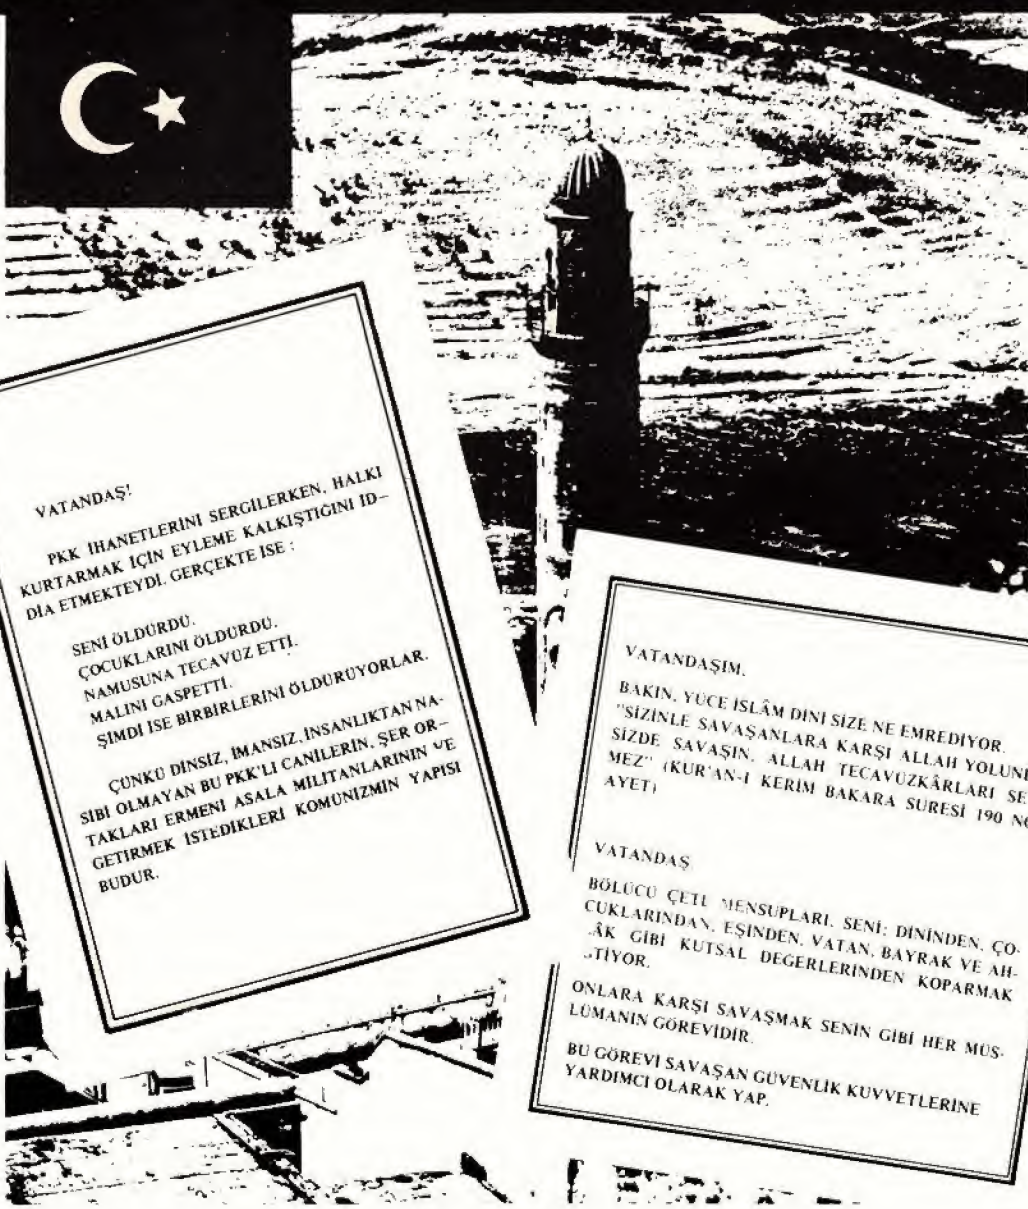 VATANDAŞ!
PKK İHANETLERİNİ SERGİLERKEN, HALKI
KURTARMAK İÇİN EYLEME KALKIŞTIĞINI ID–
DİA ETMEKTEYDİ. GERÇEKTE ISE :
SENİ ÖLDÜRDÜ.
ÇOCUKLARINI ÖLDÜRDÜ.
NAMUSUNA TECAVÜZ ETTİ.
MALINI GASPETTİ.
ŞİMDİ ISE BİRBİRLERİNİ ÖLDÜRÜYORLAR.
ÇÜNKÜ DİNSİZ, İMANSIZ, İNSANLIKTAN NA-
SİBİ OLMAYAN BU PKK'LI CANİLERİN, ŞER OR–
TAKLARI ERMENİ ASALA MİLİTANLARININ VE
GETİRMEK İSTEDİKLERİ KOMÜNİZMİN YAPISI
BUDUR.
VATANDAŞIM,
BAKIN, YÜCE İSLÂM DİNİ SİZE NE EMREDİYOR.
"SİZİNLE SAVAŞANLARA KARŞI ALLAH YOLUND
SİZDE SAVAŞIN, ALLAH TECAVÜZKÂRLARI SE
MEZ" (KUR'AN-I KERİM BAKARA SURESİ 190 NO
AYET)
VATANDAŞ
BÖLÜCÜ ÇETE MENSUPLARI, SENİ; DİNİNDEN, ÇO-
CUKLARINDAN, EŞİNDEN, VATAN, BAYRAK VE AH-
LÂK GİBİ KUTSAL DEĞERLERİNDEN KOPARMAK
STİYOR.
ONLARA KARŞI SAVAŞMAK SENİN GİBİ HER MÜS-
LÜMANIN GÖREVİDİR.
BU GÖREVİ SAVAŞAN GÜVENLİK KUVVETLERİNE
YARDIMCI OLARAK YAP.